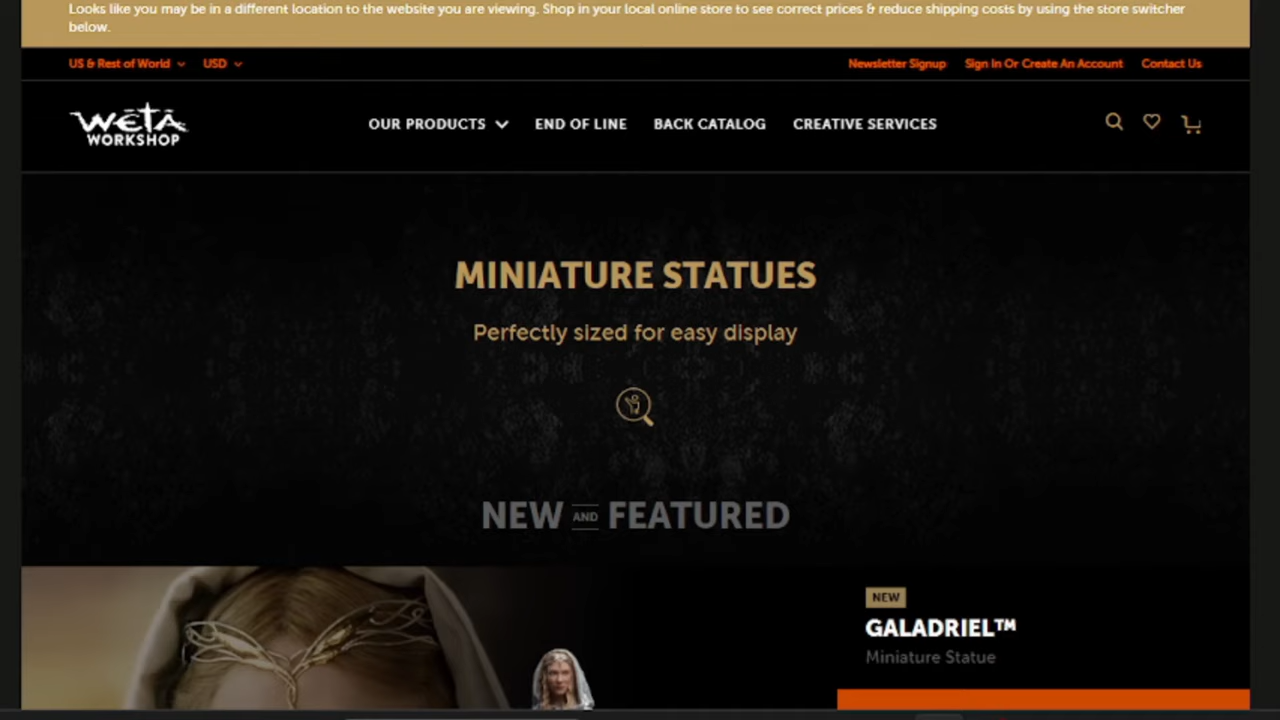 Looks like you may be in a different location to the website you are viewing. Shop in your local online store to see correct prices & reduce shipping costs by using the store switcher
below.
US & Rest of World USD Newsletter Signup Sign In Or Create An Account Contact Us
WĒTĀ
WORKSHOP
OUR PRODUCTS END OF LINE BACK CATALOG CREATIVE SERVICES
MINIATURE STATUES
Perfectly sized for easy display
NEW AND FEATURED
NEW
GALADRIEL™
Miniature Statue